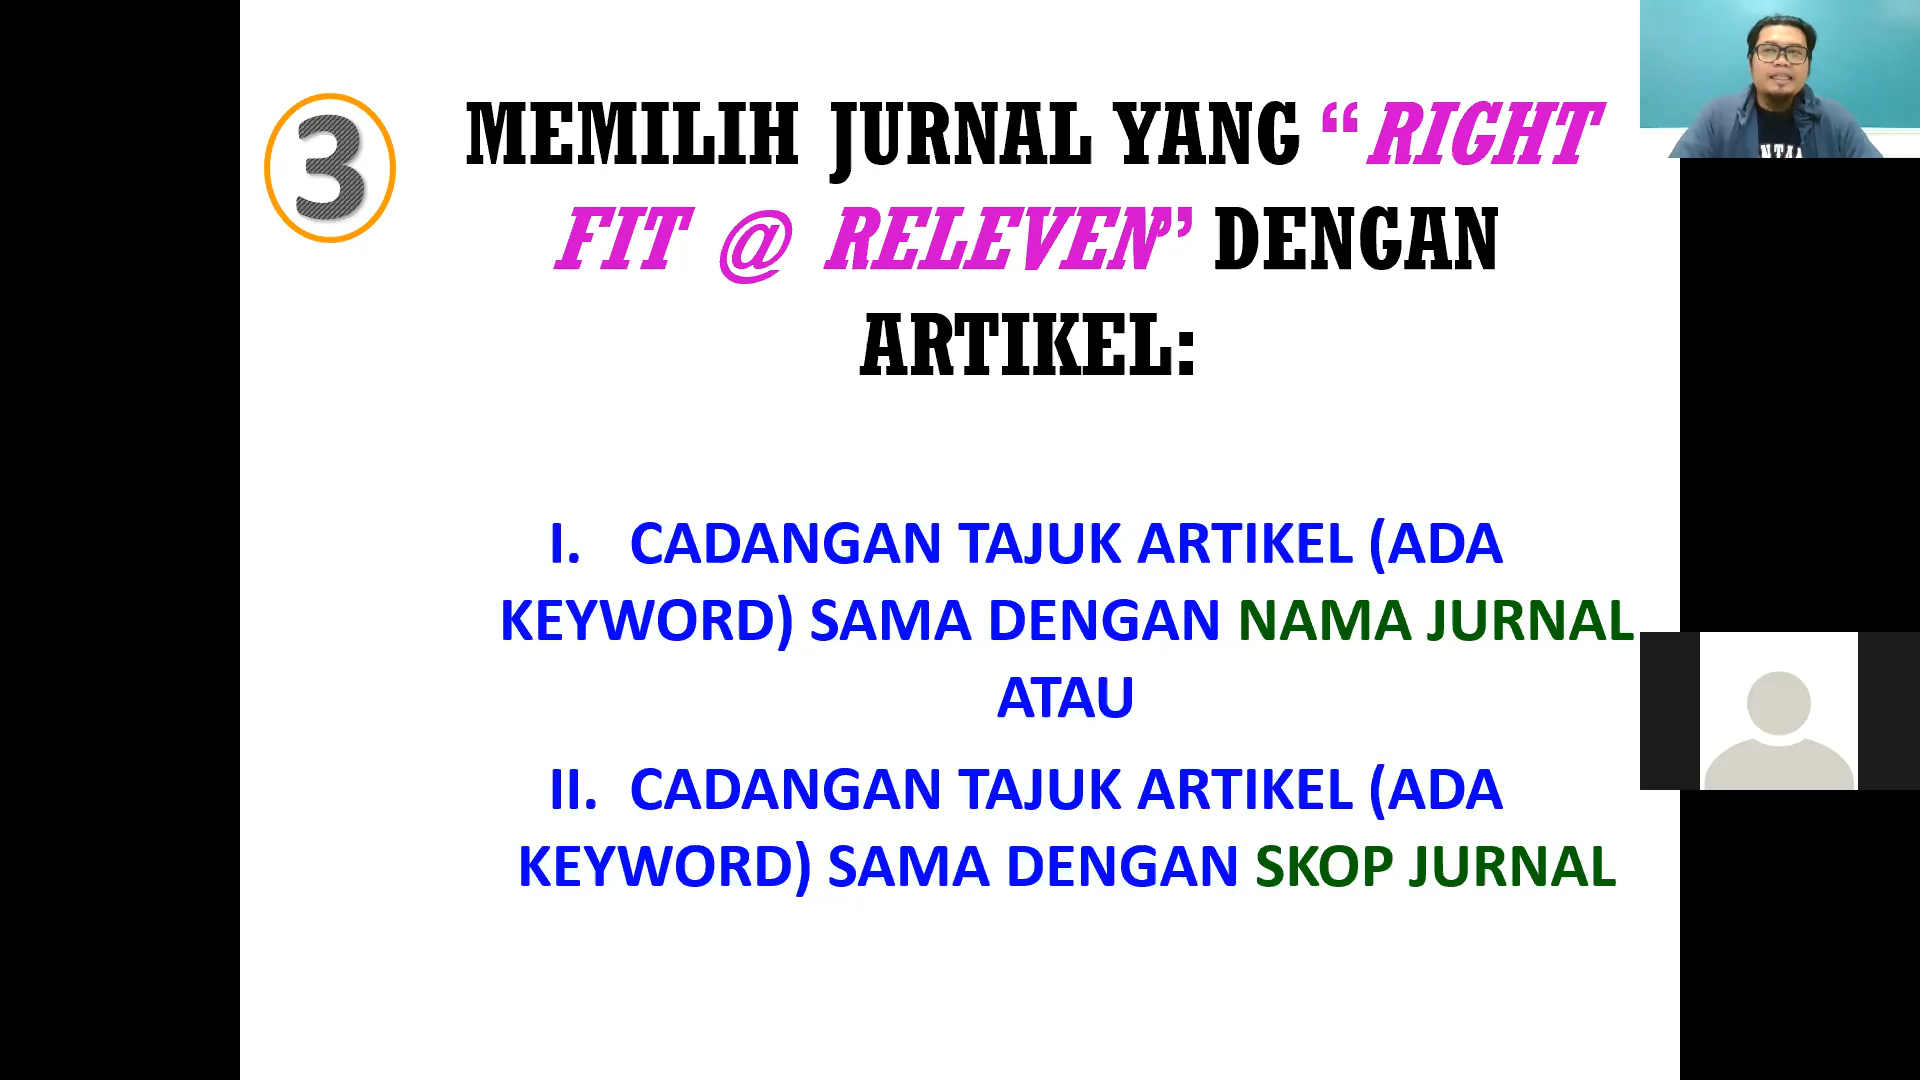 3
MEMILIH JURNAL YANG “RIGHT
FIT @ RELEVEN” DENGAN
ARTIKEL:
I. CADANGAN TAJUK ARTIKEL (ADA
KEYWORD) SAMA DENGAN NAMA JURNAL
ATAU
II. CADANGAN TAJUK ARTIKEL (ADA
KEYWORD) SAMA DENGAN SKOP JURNAL